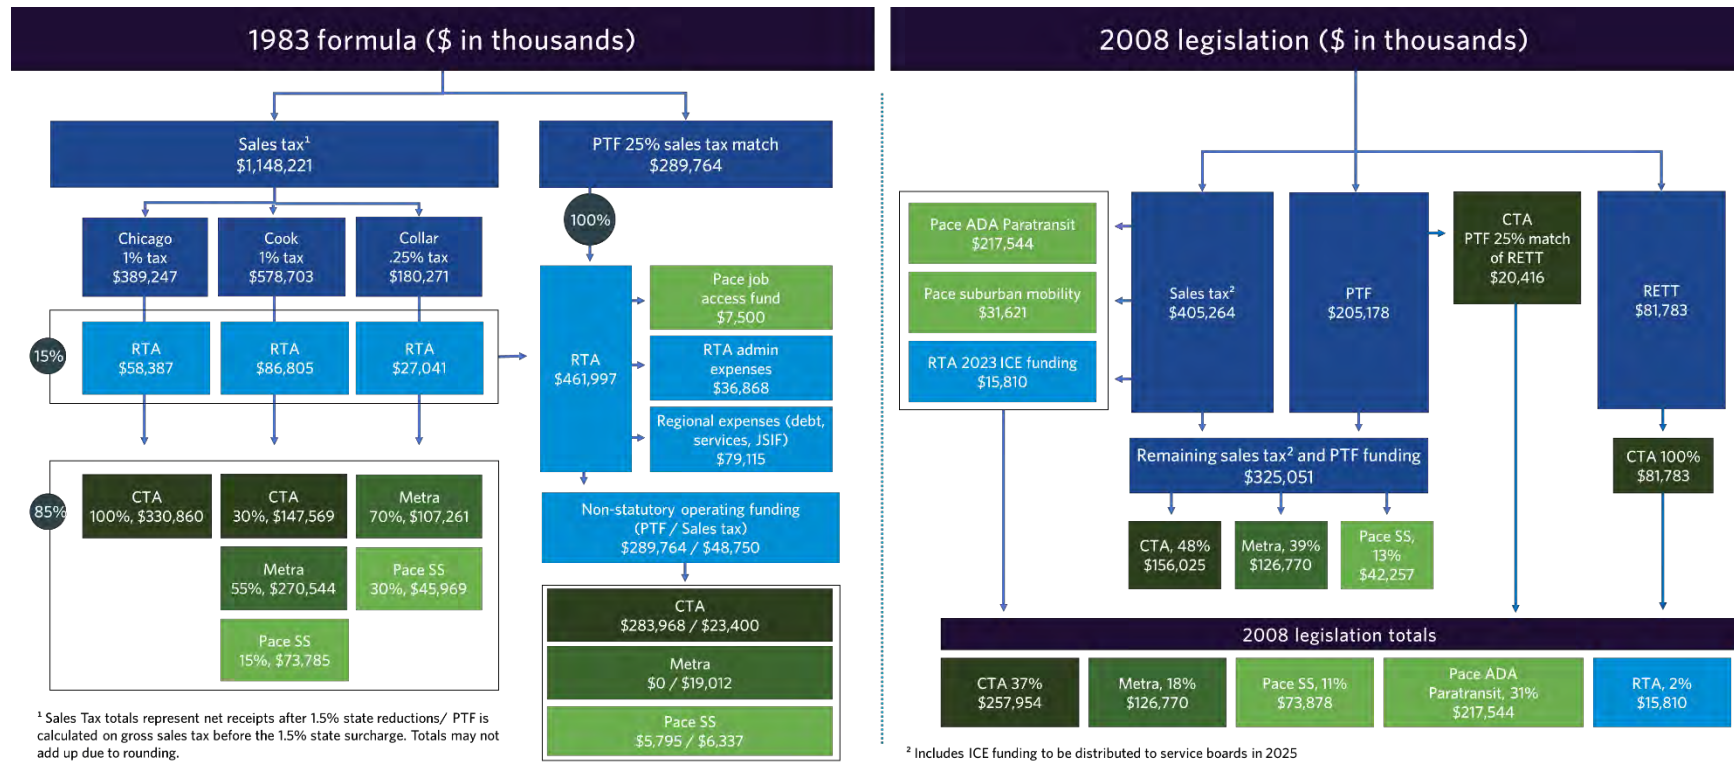 1983 formula ($ in thousands)
Sales tax¹
$1,148,221
PTF 25% sales tax match
$289,764
100%
Chicago
1% tax
$389,247
Cook
1% tax
$578,703
Collar
.25% tax
$180,271
15%
RTA
$58,387
RTA
$86,805
RTA
$27,041
RTA
$461,997
Pace job
access fund
$7,500
RTA admin
expenses
$36,868
Regional expenses (debt,
services, JSIF)
$79,115
85%
CTA
100%, $330,860
CTA
30%, $147,569
Metra
70%, $107,261
Metra
55%, $270,544
Pace SS
30%, $45,969
Pace SS
15%, $73,785
Non-statutory operating funding
(PTF / Sales tax)
$289,764 / $48,750
CTA
$283,968 / $23,400
Metra
$0 / $19,012
Pace SS
$5,795 / $6,337
¹ Sales Tax totals represent net receipts after 1.5% state reductions/ PTF is
calculated on gross sales tax before the 1.5% state surcharge. Totals may not
add up due to rounding.
2008 legislation ($ in thousands)
Pace ADA Paratransit
$217,544
Pace suburban mobility
$31,621
RTA 2023 ICE funding
$15,810
Sales tax²
$405,264
PTF
$205,178
CTA
PTF 25% match
of RETT
$20,416
RETT
$81,783
Remaining sales tax² and PTF funding
$325,051
CTA 100%
$81,783
CTA, 48%
$156,025
Metra, 39%
$126,770
Pace SS,
13%
$42,257
2008 legislation totals
CTA 37%
$257,954
Metra, 18%
$126,770
Pace SS, 11%
$73,878
Pace ADA
Paratransit, 31%
$217,544
RTA, 2%
$15,810
² Includes ICE funding to be distributed to service boards in 2025